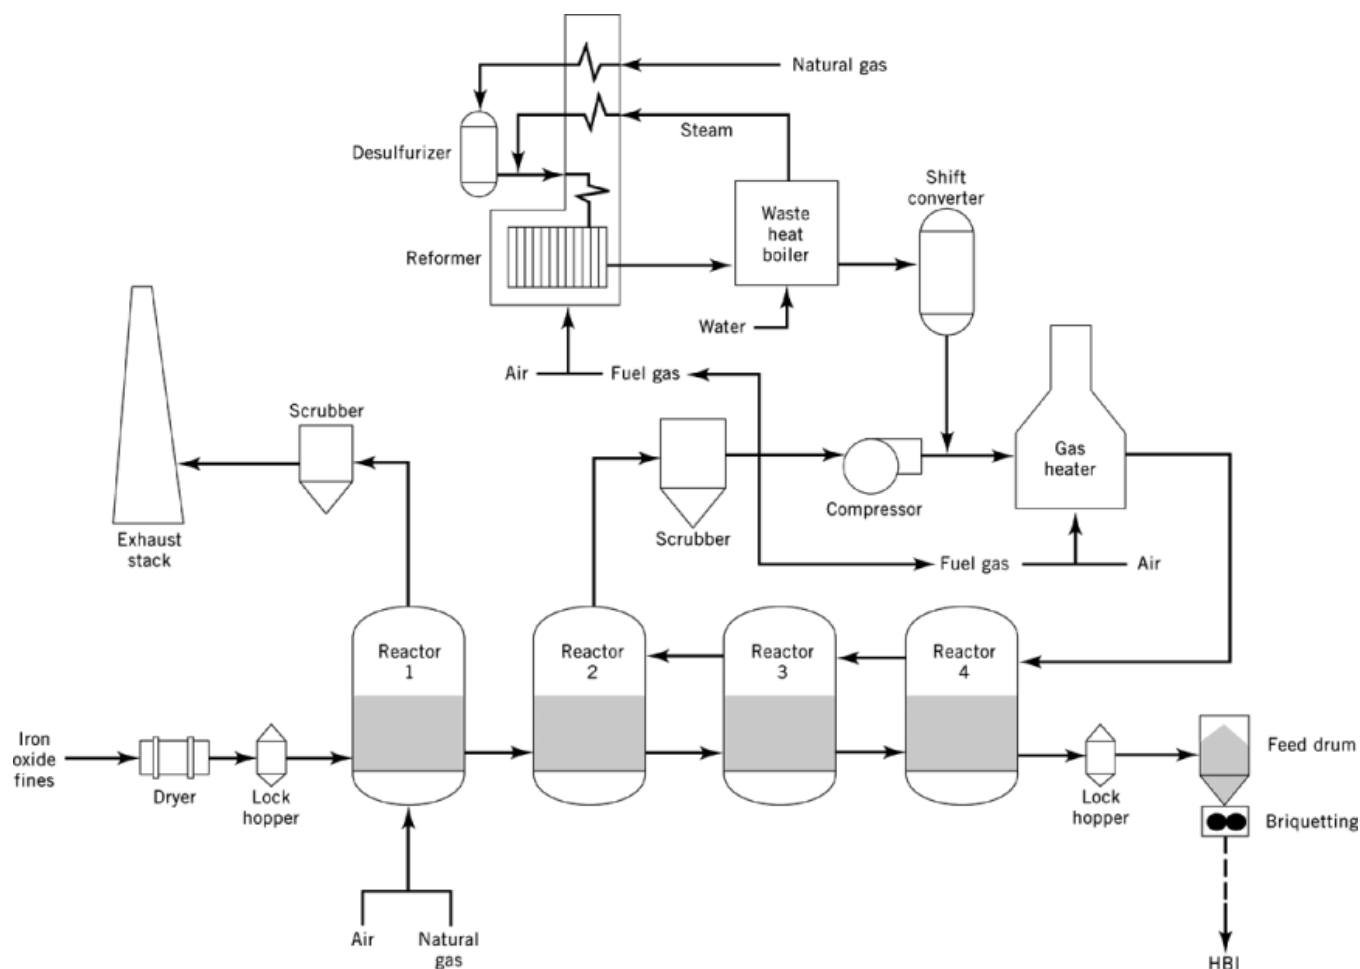 Natural gas
Steam
Desulfurizer
Shift
converter
Waste
heat
boiler
Reformer
Water
Air
Fuel gas
Scrubber
Gas
heater
Compressor
Exhaust
stack
Scrubber
Fuel gas
Air
Reactor
1
Reactor
2
Reactor
3
Reactor
4
Iron
oxide
fines
Dryer
Lock
hopper
Lock
hopper
Feed drum
Briquetting
Air
Natural
gas
HBI